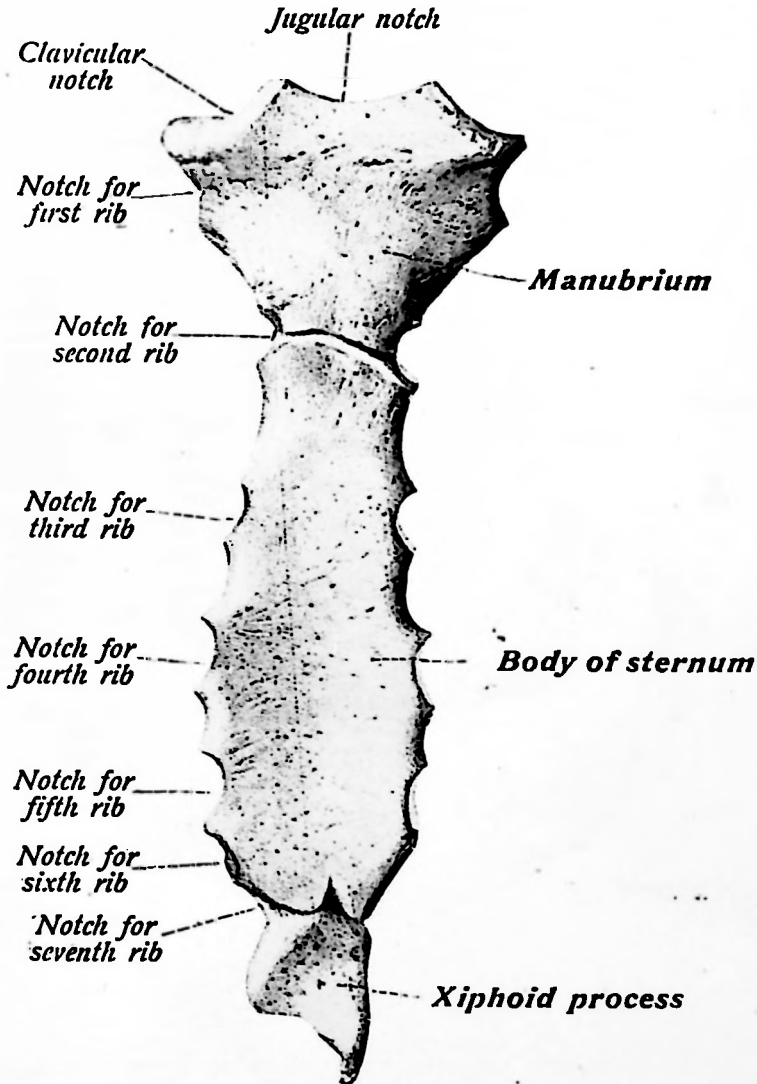 Jugular notch
Clavicular
notch
Notch for
first rib
Manubrium
Notch for
second rib
Notch for
third rib
Notch for
fourth rib
Body of sternum
Notch for
fifth rib
Notch for
sixth rib
Notch for
seventh rib
Xiphoid process